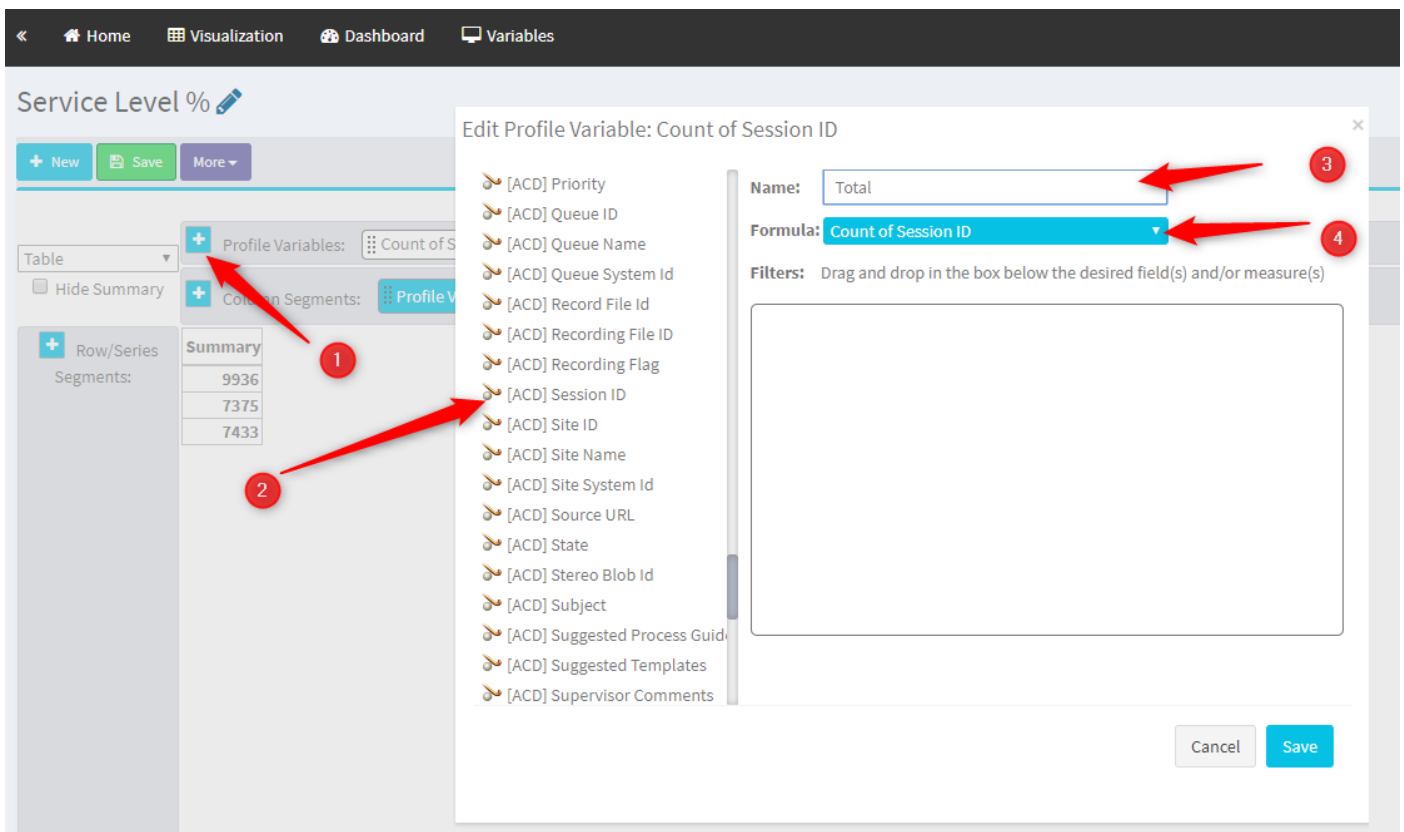 « Home Visualization Dashboard Variables
Service Level %
+ New Save More
Edit Profile Variable: Count of Session ID ×
Table
Hide Summary
+ Profile Variables: Count of S
+ Column Segments: Profile V
+ Row/Series
Segments:
Summary
9936
7375
7433
1
2
[ACD] Priority
[ACD] Queue ID
[ACD] Queue Name
[ACD] Queue System Id
[ACD] Record File Id
[ACD] Recording File ID
[ACD] Recording Flag
[ACD] Session ID
[ACD] Site ID
[ACD] Site Name
[ACD] Site System Id
[ACD] Source URL
[ACD] State
[ACD] Stereo Blob Id
[ACD] Subject
[ACD] Suggested Process Guid
[ACD] Suggested Templates
[ACD] Supervisor Comments
Name: Total
3
Formula: Count of Session ID
4
Filters: Drag and drop in the box below the desired field(s) and/or measure(s)
Cancel Save